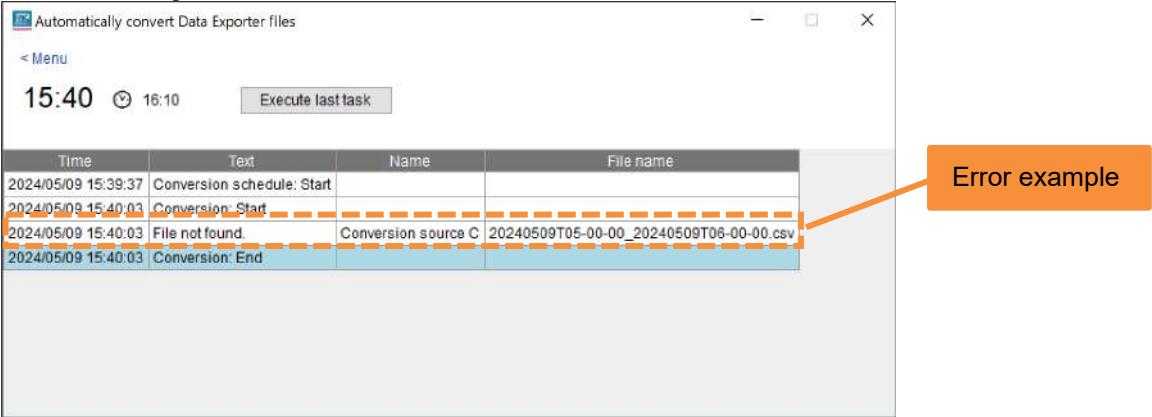 Automatically convert Data Exporter files
< Menu
15:40 16:10 Execute last task
Time Text Name File name
2024/05/09 15:39:37 Conversion schedule: Start
2024/05/09 15:40:03 Conversion: Start
2024/05/09 15:40:03 File not found. Conversion source C 20240509T05-00-00_20240509T06-00-00.csv
2024/05/09 15:40:03 Conversion: End
Error example